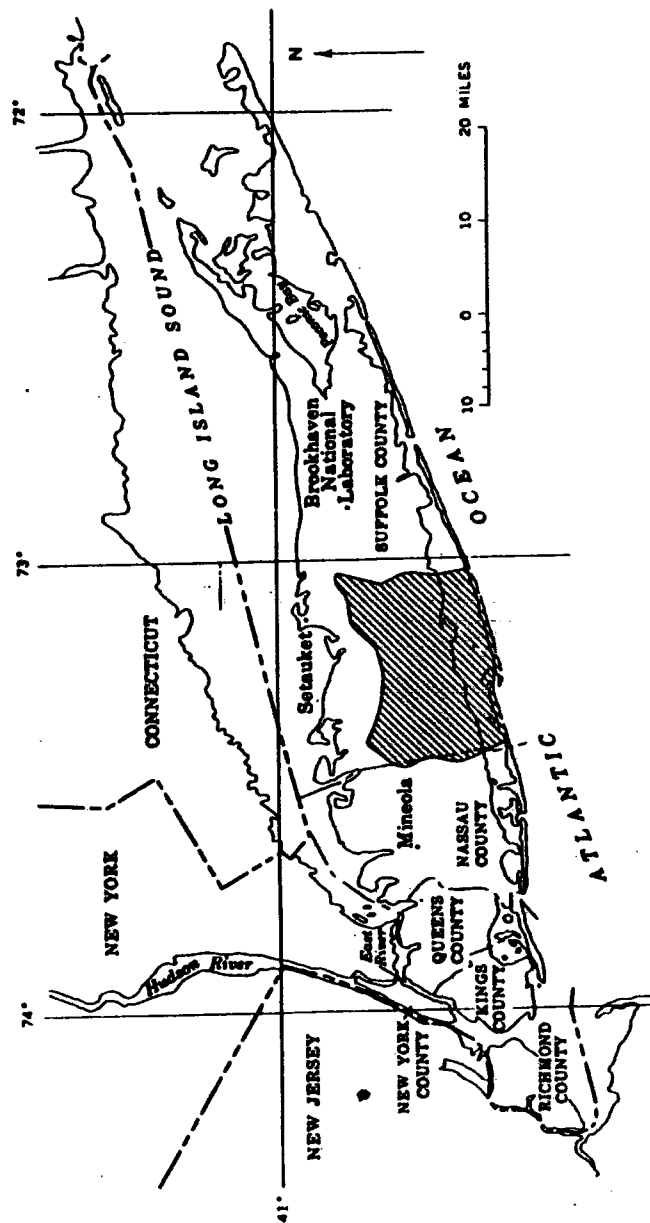 74°
73°
72°
41°
NEW YORK
CONNECTICUT
LONG ISLAND SOUND
Hudson
River
NEW JERSEY
NEW YORK
COUNTY
East
River
QUEENS
COUNTY
KINGS
COUNTY
RICHMOND
COUNTY
Mineola
NASSAU
COUNTY
Setauket
Brookhaven
National
Laboratory
SUFFOLK COUNTY
Peconic Bay
ATLANTIC
OCEAN
N
10 0 10 20 MILES